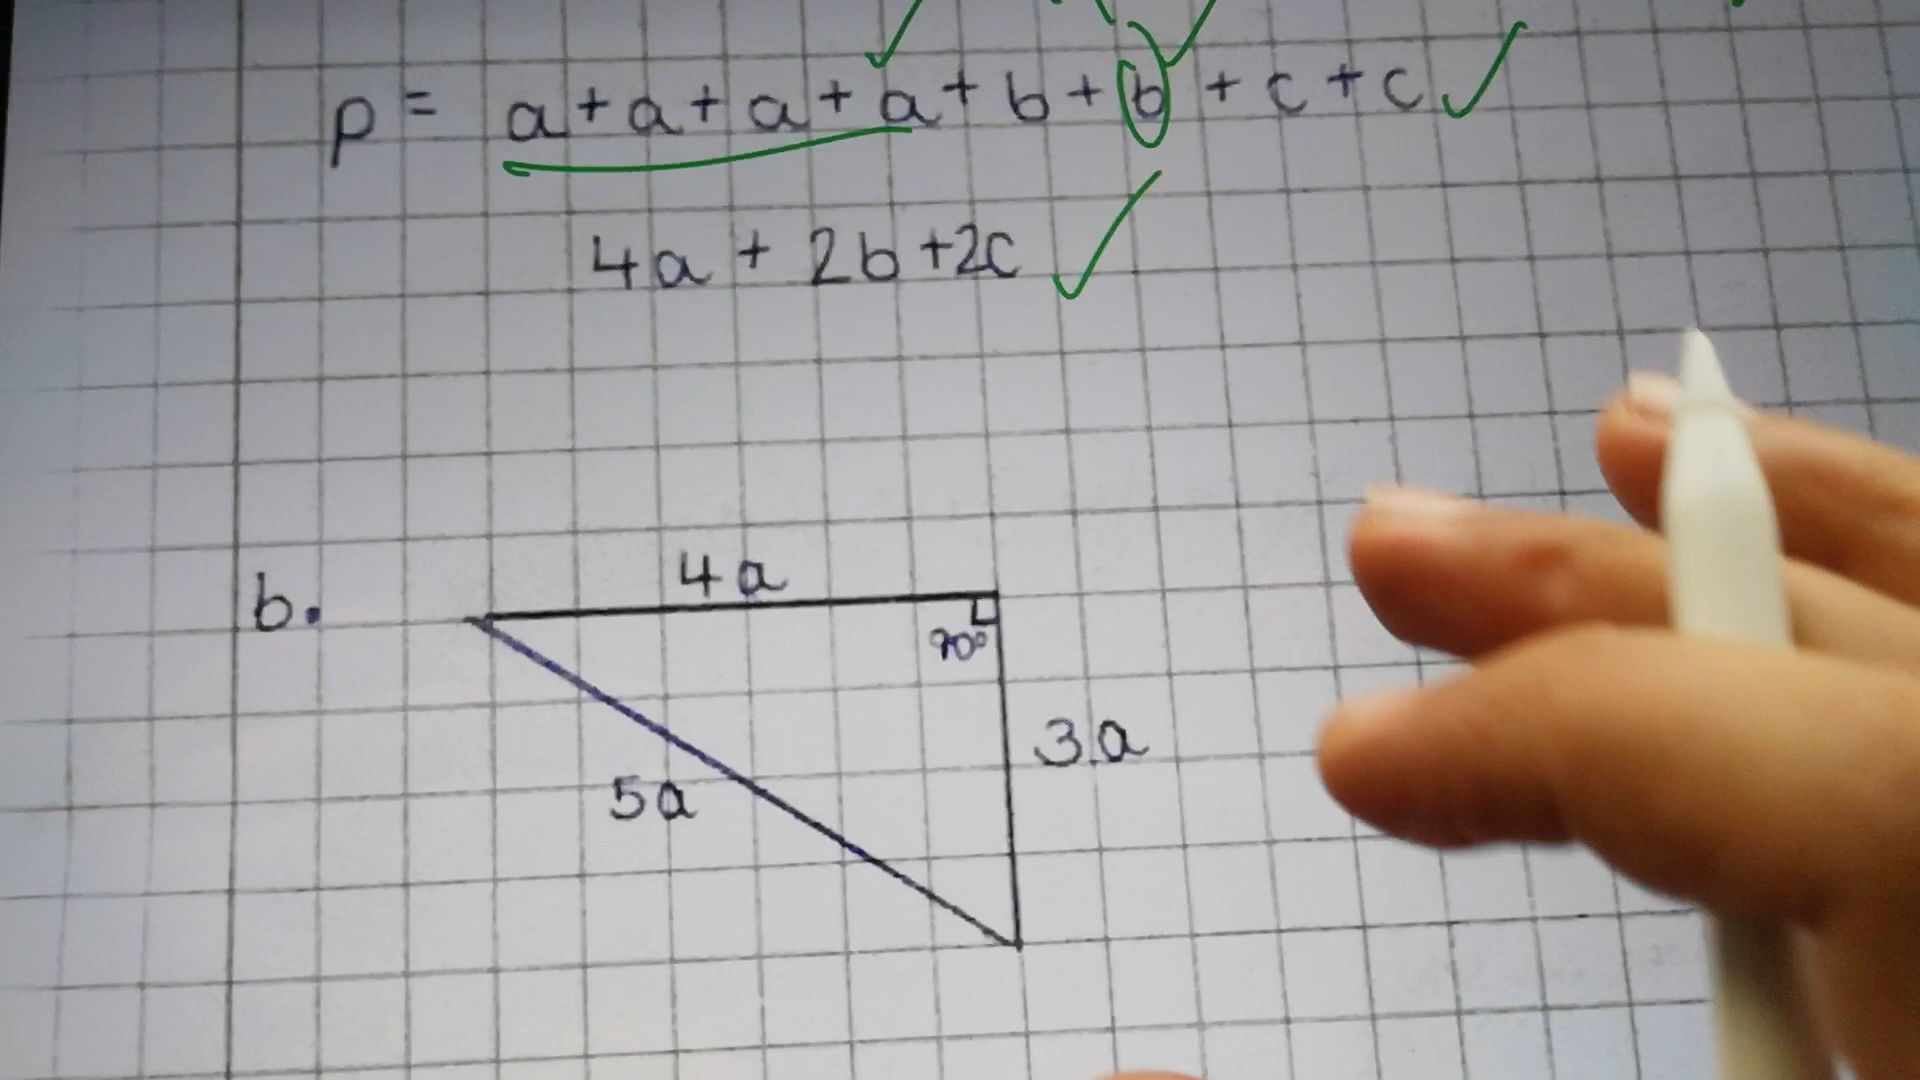 p = a + a + a + a + b + b + c + c
4a + 2b + 2c
b.
4a
90°
3a
5a